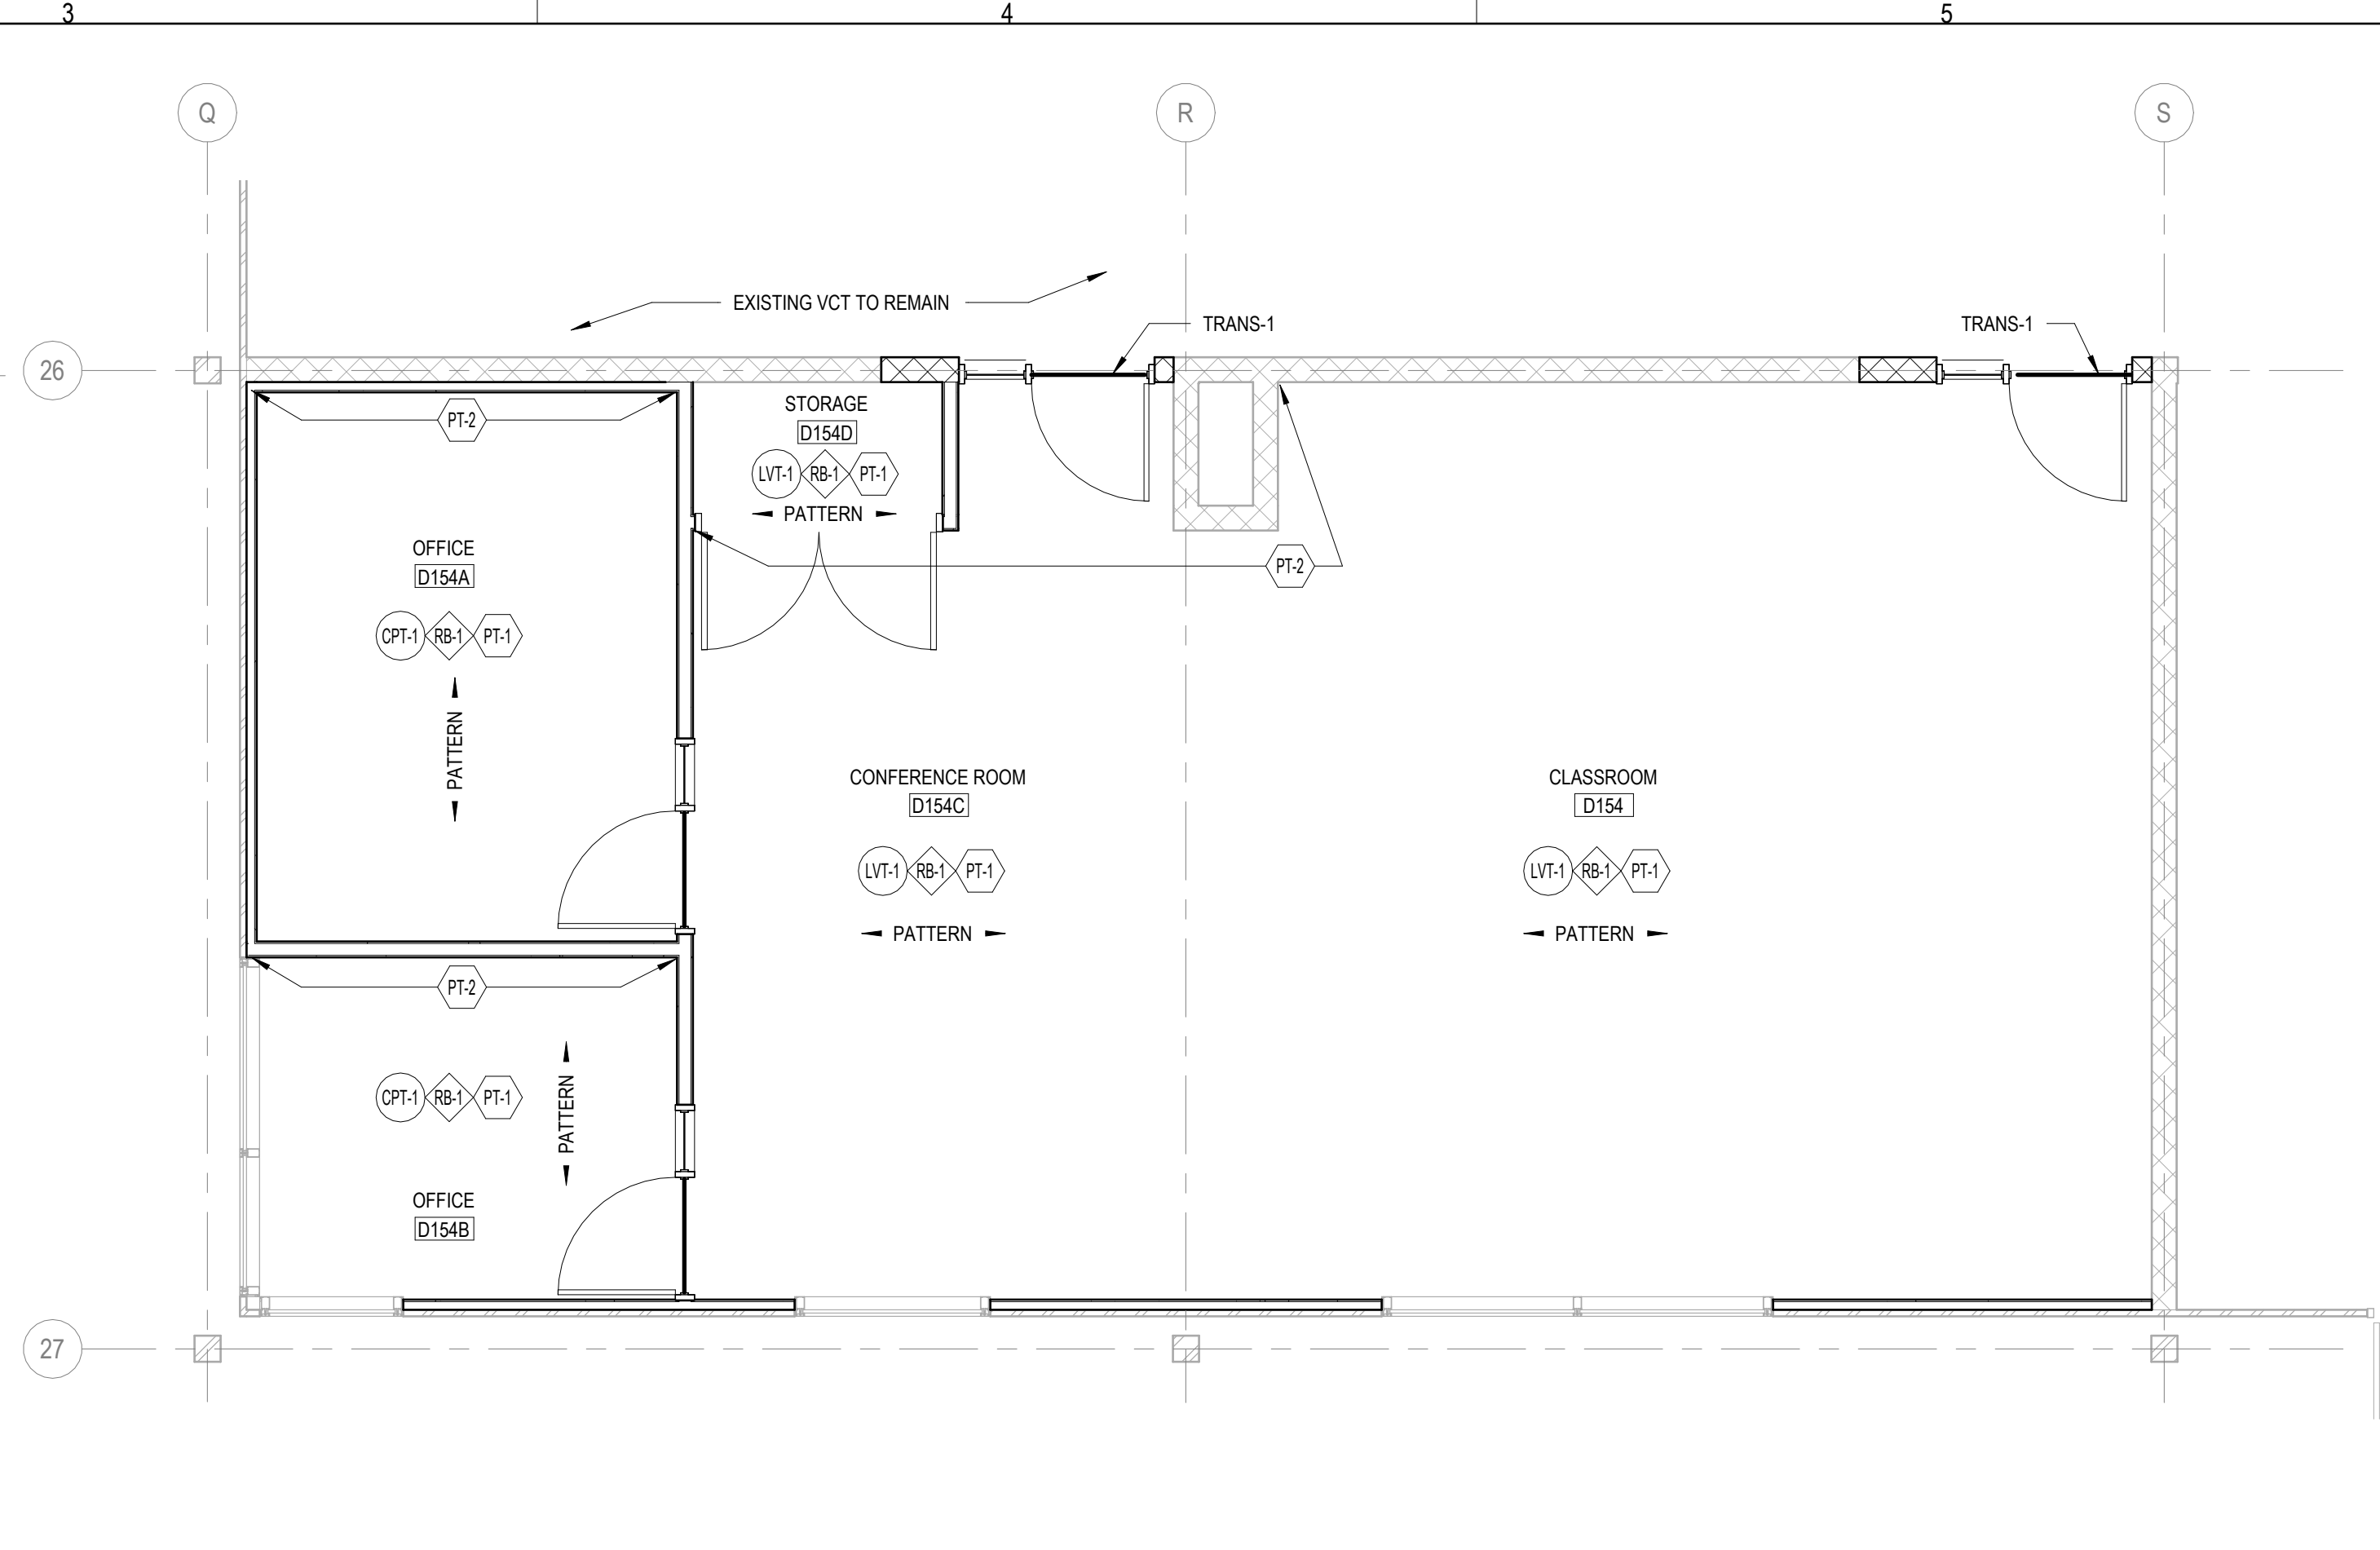 3
4
5
Q
R
S
EXISTING VCT TO REMAIN
TRANS-1
TRANS-1
26
PT-2
STORAGE
D154D
LVT-1 RB-1 PT-1
PATTERN
OFFICE
D154A
PT-2
CPT-1 RB-1 PT-1
PATTERN
CONFERENCE ROOM
D154C
CLASSROOM
D154
LVT-1 RB-1 PT-1
LVT-1 RB-1 PT-1
PATTERN
PATTERN
PT-2
CPT-1 RB-1 PT-1
PATTERN
OFFICE
D154B
27